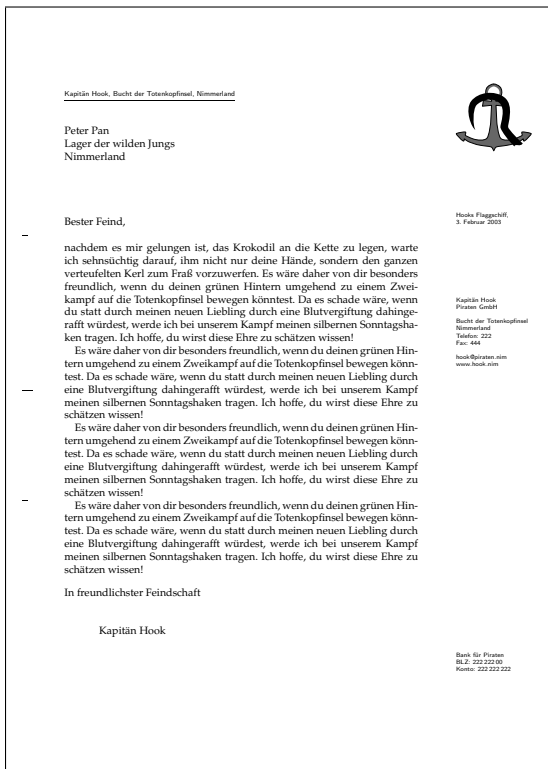 Kapitän Hook, Bucht der Totenkopfinsel, Nimmerland
Peter Pan
Lager der wilden Jungs
Nimmerland
Hooks Flaggschiff,
3. Februar 2003
Bester Feind,
nachdem es mir gelungen ist, das Krokodil an die Kette zu legen, warte
ich sehnsüchtig darauf, ihm nicht nur deine Hände, sondern den ganzen
verteufelten Kerl zum Fraß vorzuwerfen. Es wäre daher von dir besonders
freundlich, wenn du deinen grünen Hintern umgehend zu einem Zwei-
kampf auf die Totenkopfinsel bewegen könntest. Da es schade wäre, wenn
du statt durch meinen neuen Liebling durch eine Blutvergiftung dahinge-
rafft würdest, werde ich bei unserem Kampf meinen silbernen Sonntagsha-
ken tragen. Ich hoffe, du wirst diese Ehre zu schätzen wissen!
Es wäre daher von dir besonders freundlich, wenn du deinen grünen Hin-
tern umgehend zu einem Zweikampf auf die Totenkopfinsel bewegen könn-
test. Da es schade wäre, wenn du statt durch meinen neuen Liebling durch
eine Blutvergiftung dahingerafft würdest, werde ich bei unserem Kampf
meinen silbernen Sonntagshaken tragen. Ich hoffe, du wirst diese Ehre zu
schätzen wissen!
Es wäre daher von dir besonders freundlich, wenn du deinen grünen Hin-
tern umgehend zu einem Zweikampf auf die Totenkopfinsel bewegen könn-
test. Da es schade wäre, wenn du statt durch meinen neuen Liebling durch
eine Blutvergiftung dahingerafft würdest, werde ich bei unserem Kampf
meinen silbernen Sonntagshaken tragen. Ich hoffe, du wirst diese Ehre zu
schätzen wissen!
Es wäre daher von dir besonders freundlich, wenn du deinen grünen Hin-
tern umgehend zu einem Zweikampf auf die Totenkopfinsel bewegen könn-
test. Da es schade wäre, wenn du statt durch meinen neuen Liebling durch
eine Blutvergiftung dahingerafft würdest, werde ich bei unserem Kampf
meinen silbernen Sonntagshaken tragen. Ich hoffe, du wirst diese Ehre zu
schätzen wissen!
In freundlichster Feindschaft
Kapitän Hook
Kapitän Hook
Piraten GmbH
Bucht der Totenkopfinsel
Nimmerland
Telefon: 222
Fax: 444
hook@piraten.nim
www.hook.nim
Bank für Piraten
BLZ: 222 222 00
Konto: 222 222 222